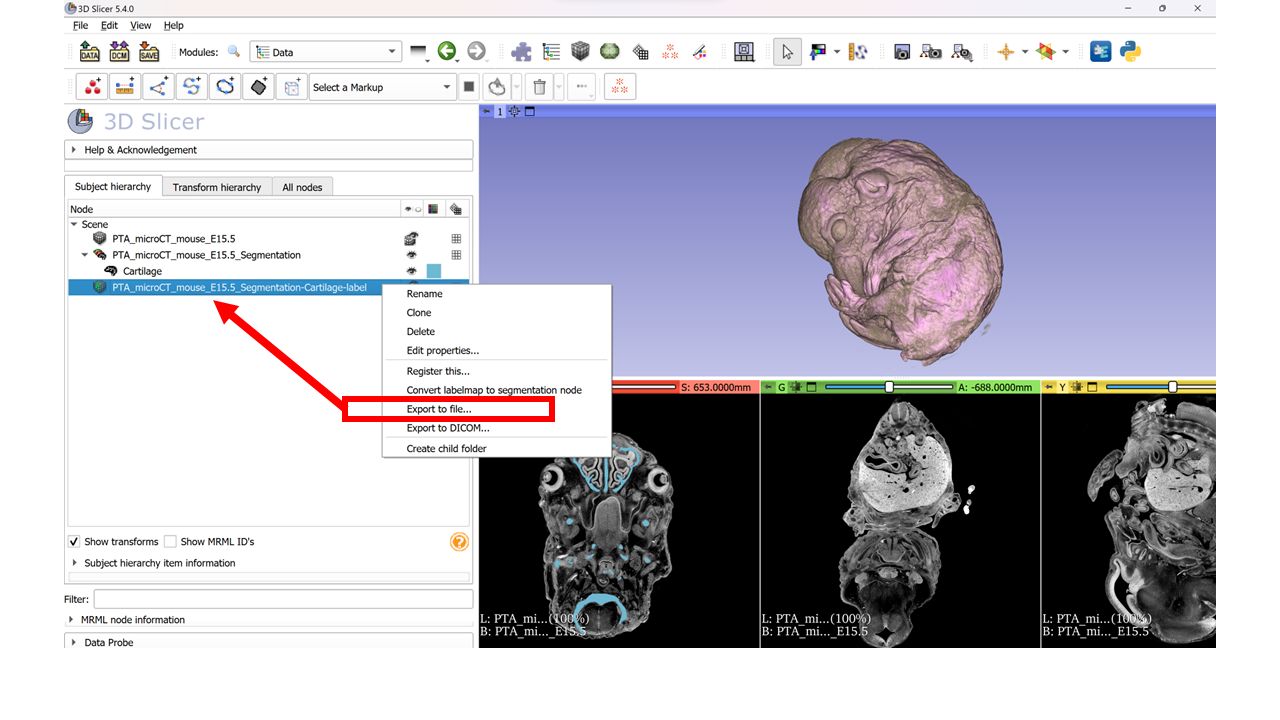 3D Slicer 5.4.0
File Edit View Help
DATA DCM SAVE Modules: Data
Select a Markup
3D Slicer
1
Help & Acknowledgement
Subject hierarchy Transform hierarchy All nodes
Node
Scene
PTA_microCT_mouse_E15.5
PTA_microCT_mouse_E15.5_Segmentation
Cartilage
PTA_microCT_mouse_E15.5_Segmentation-Cartilage-label
Rename
Clone
Delete
Edit properties...
Register this...
Convert labelmap to segmentation node
Export to file...
Export to DICOM...
Create child folder
S: 653.0000mm
G A: -688.0000mm
Y
Show transforms Show MRML ID's
?
Subject hierarchy item information
Filter:
MRML node information
Data Probe
L: PTA_mi...(100%)
B: PTA_mi..._E15.5
L: PTA_mi...(100%)
B: PTA_mi..._E15.5
L: PTA_mi...(100%)
B: PTA_mi..._E15.5